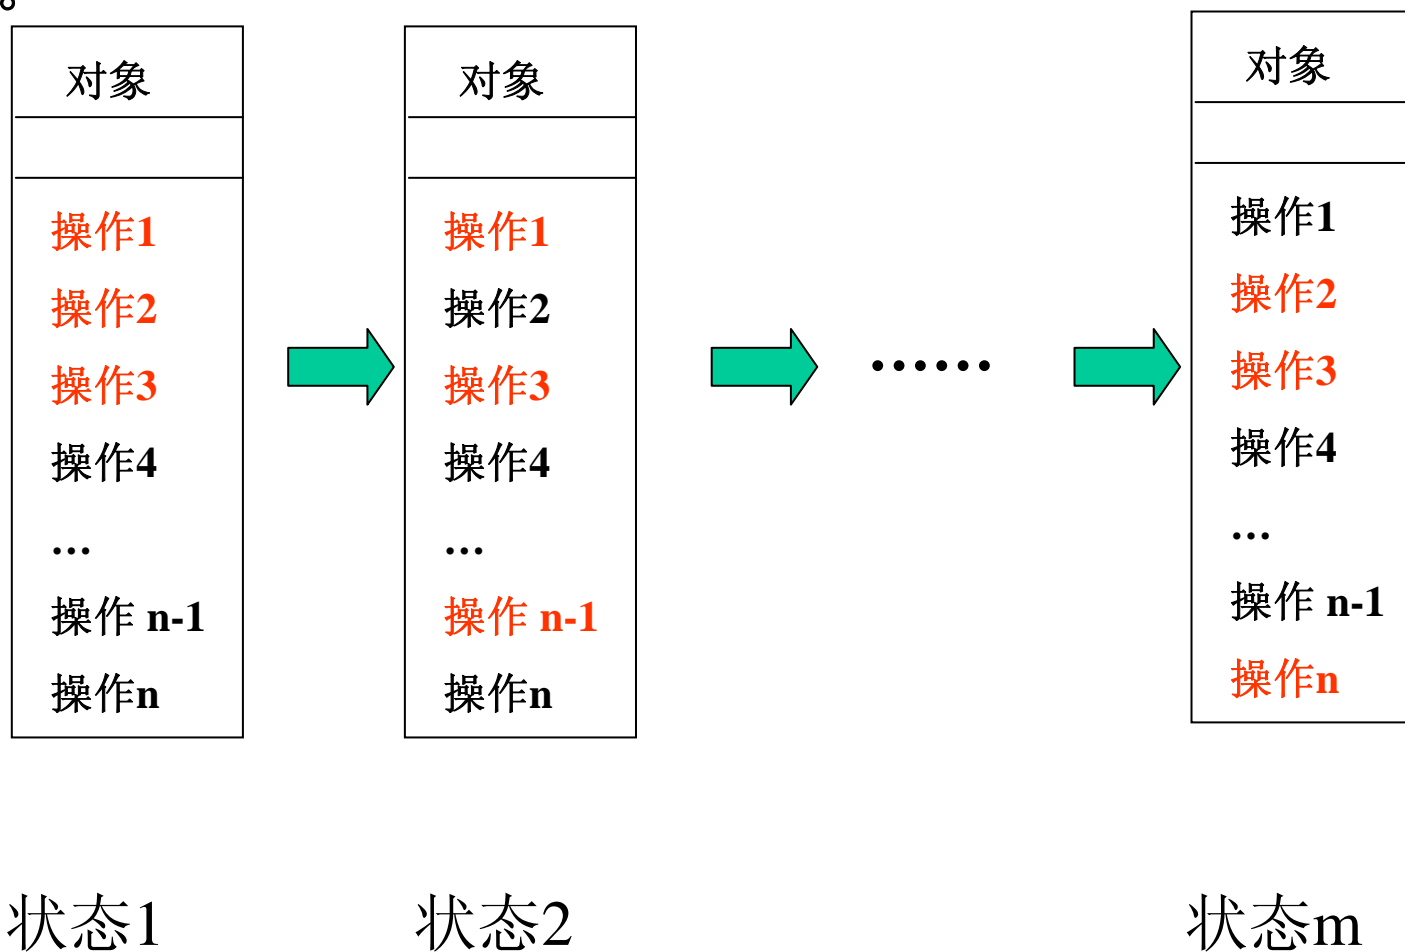 。
对象
操作1
操作2
操作3
操作4
...
操作 n-1
操作n
状态1
对象
操作1
操作2
操作3
操作4
...
操作 n-1
操作n
状态2
……
对象
操作1
操作2
操作3
操作4
...
操作 n-1
操作n
状态m